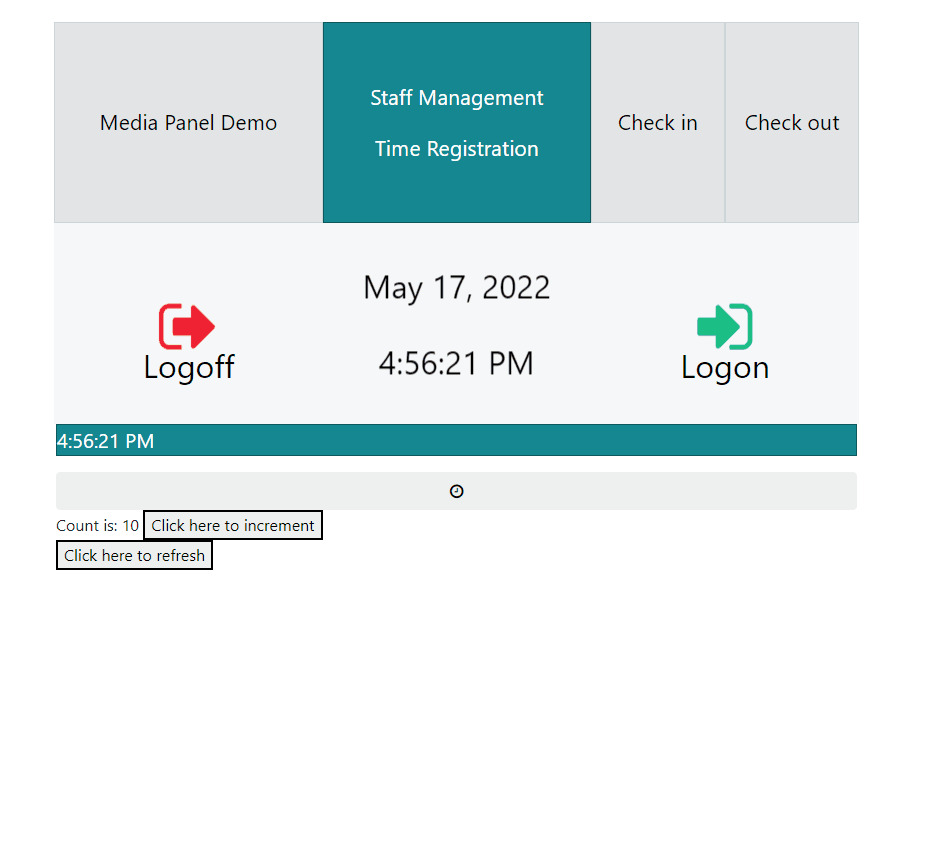 Media Panel Demo
Staff Management
Time Registration
Check in
Check out
May 17, 2022
4:56:21 PM
Logoff
Logon
4:56:21 PM
Count is: 10 Click here to increment
Click here to refresh